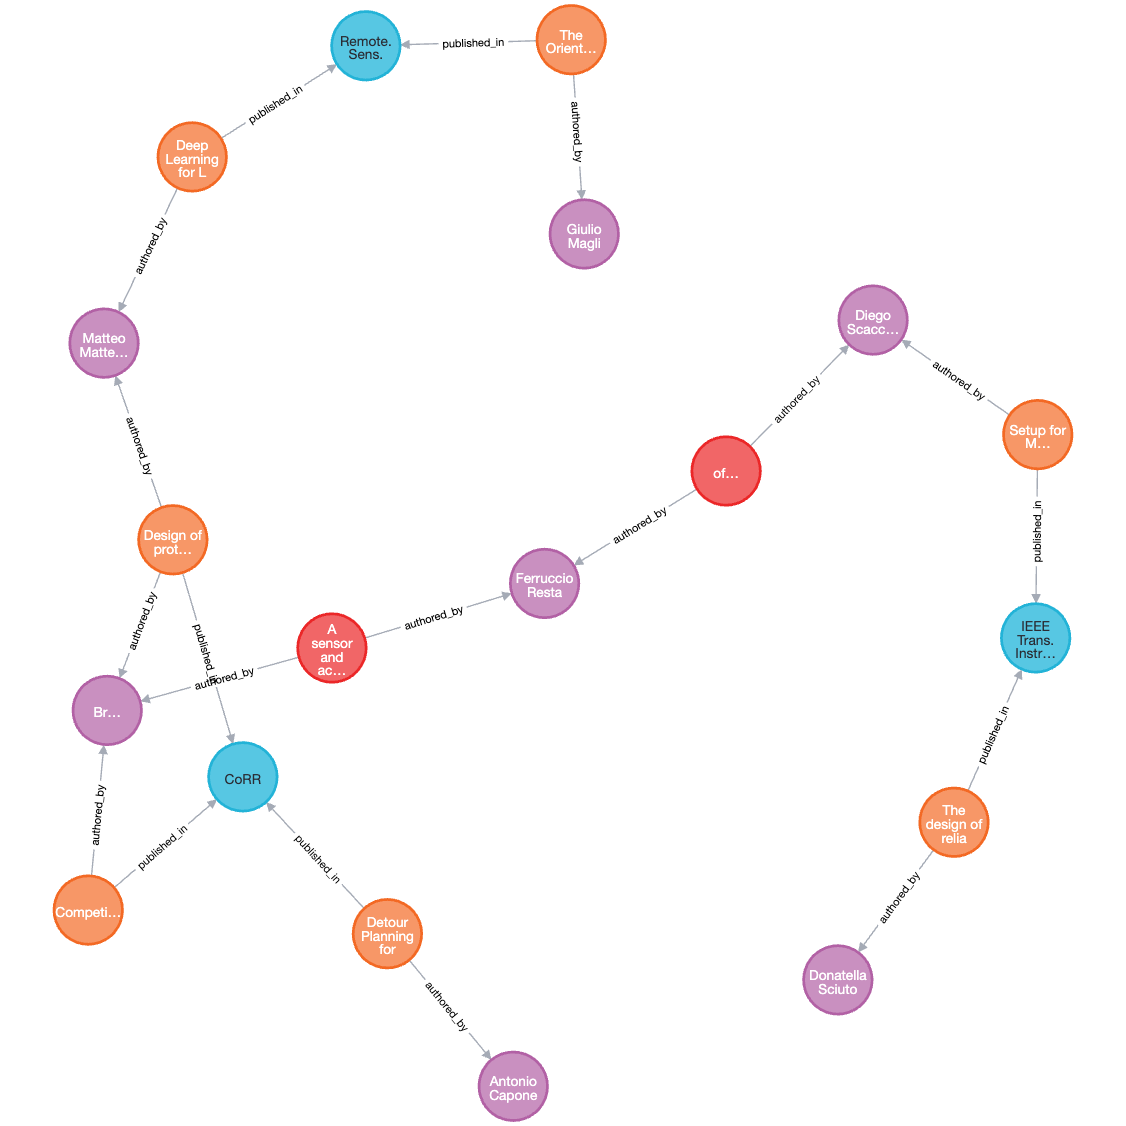 Remote.
Sens.
published_in
The
Orient…
published_in
authored_by
Deep
Learning
for L
Giulio
Magli
authored_by
Matteo
Matte…
Diego
Scacc…
authored_by
authored_by
authored_by
Setup for
M…
of…
published_in
authored_by
Design of
prot…
Ferruccio
Resta
authored_by
published_in
authored_by
A
sensor
and
ac…
authored_by
IEEE
Trans.
Instr…
Br…
published_in
CoRR
authored_by
published_in
published_in
The
design of
relia
authored_by
Competi…
Detour
Planning
for
authored_by
Donatella
Sciuto
Antonio
Capone